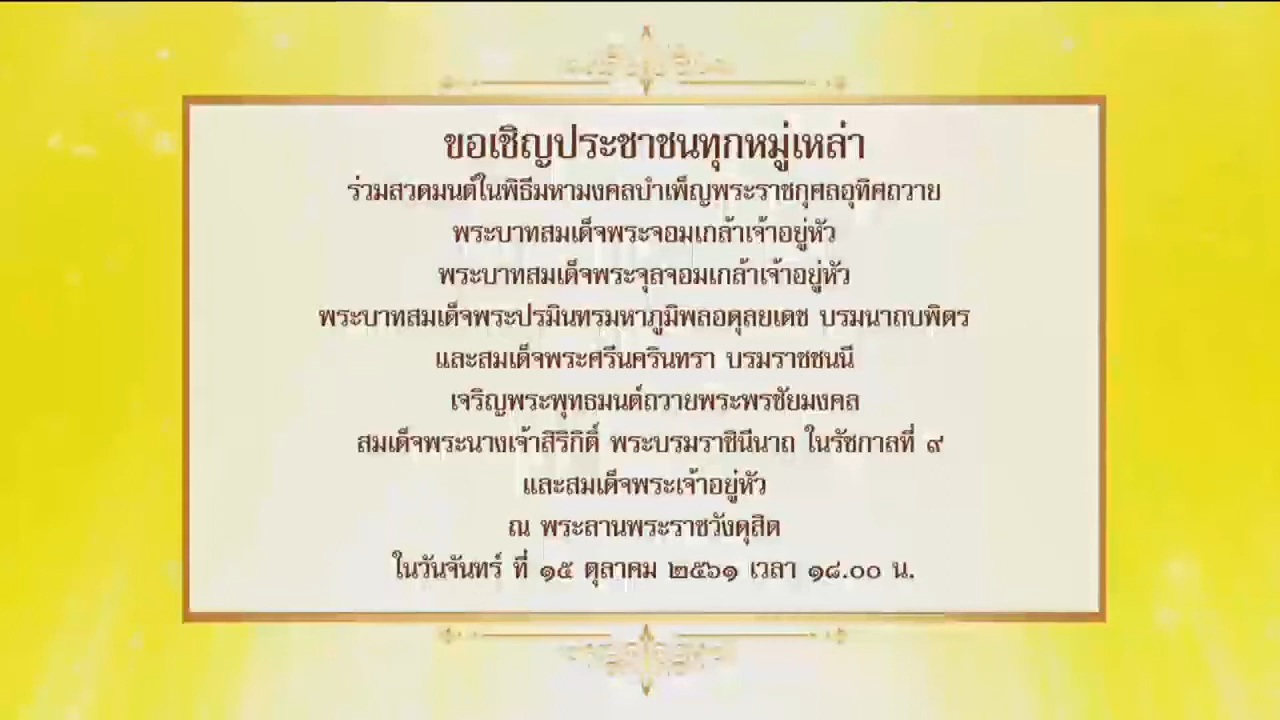 ขอเชิญประชาชนทุกหมู่เหล่า
ร่วมสวดมนต์ในพิธีมหามงคลบำเพ็ญพระราชกุศลอุทิศถวาย
พระบาทสมเด็จพระจอมเกล้าเจ้าอยู่หัว
พระบาทสมเด็จพระจุลจอมเกล้าเจ้าอยู่หัว
พระบาทสมเด็จพระปรมินทรมหาภูมิพลอดุลยเดช บรมนาถบพิตร
และสมเด็จพระศรีนครินทรา บรมราชชนนี
เจริญพระพุทธมนต์ถวายพระพรชัยมงคล
สมเด็จพระนางเจ้าสิริกิติ์ พระบรมราชินีนาถ ในรัชกาลที่ ๙
และสมเด็จพระเจ้าอยู่หัว
ณ พระลานพระราชวังดุสิต
ในวันจันทร์ ที่ ๑๕ ตุลาคม ๒๕๖๑ เวลา ๑๘.๐๐ น.